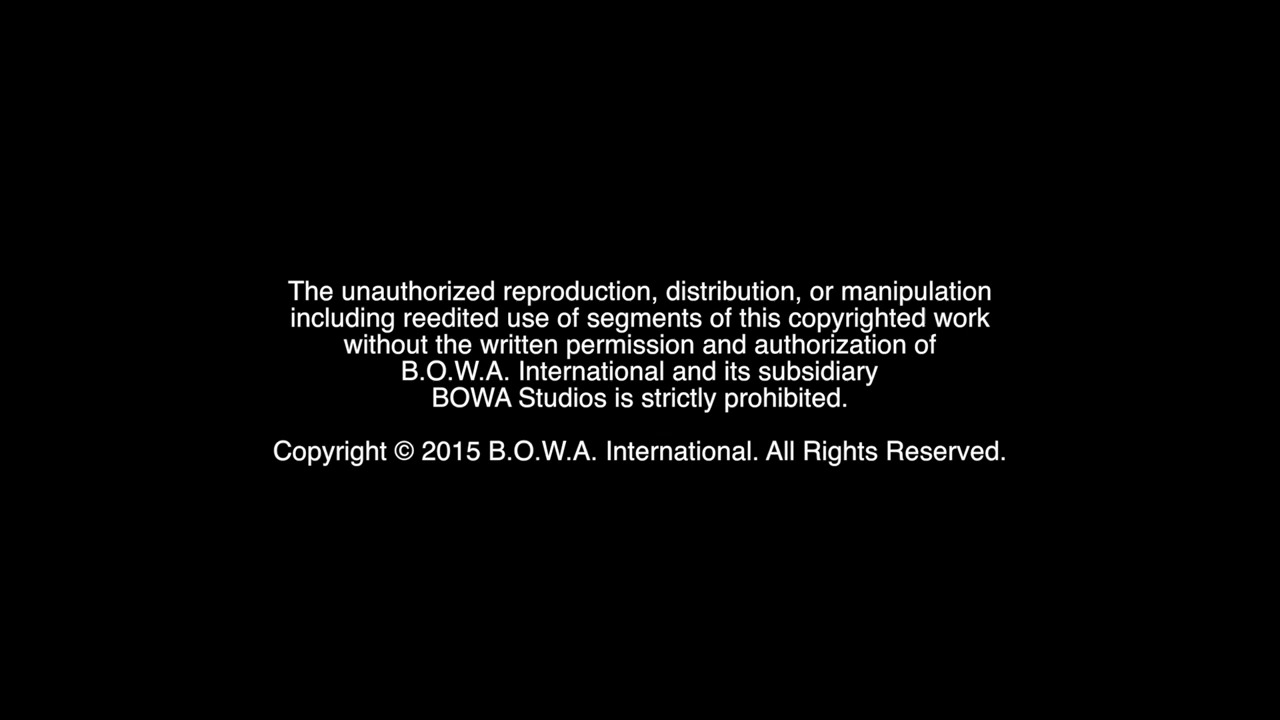 The unauthorized reproduction, distribution, or manipulation
including reedited use of segments of this copyrighted work
without the written permission and authorization of
B.O.W.A. International and its subsidiary
BOWA Studios is strictly prohibited.
Copyright © 2015 B.O.W.A. International. All Rights Reserved.